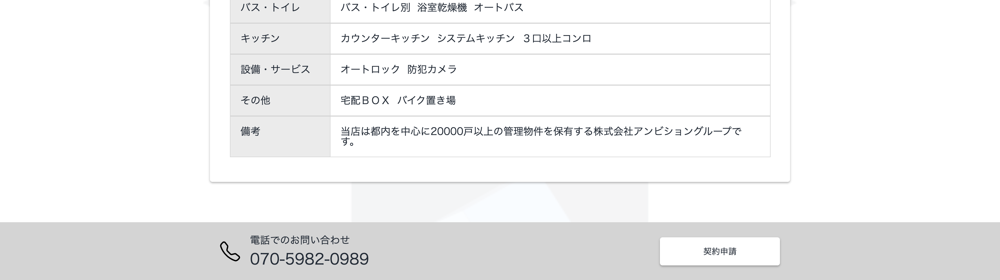 バス・トイレ バス・トイレ別 浴室乾燥機 オートバス
キッチン カウンターキッチン システムキッチン ３口以上コンロ
設備・サービス オートロック 防犯カメラ
その他 宅配ＢＯＸ バイク置き場
備考 当店は都内を中心に20000戸以上の管理物件を保有する株式会社アンビショングループで
す。
電話でのお問い合わせ
070-5982-0989
契約申請